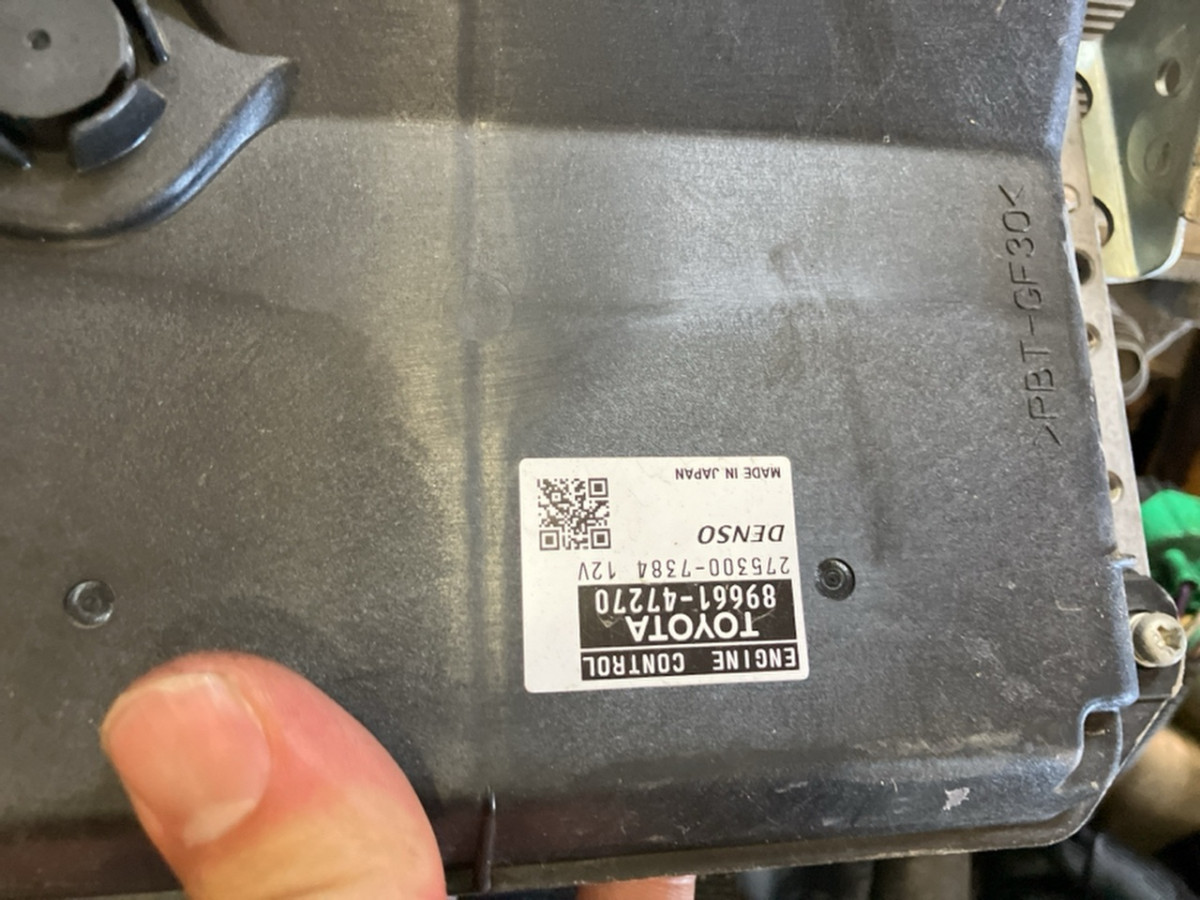 ENGINE CONTROL
TOYOTA
89661-47270
275300-7384 12V
DENSO
MADE IN JAPAN
>PBT-GF30<